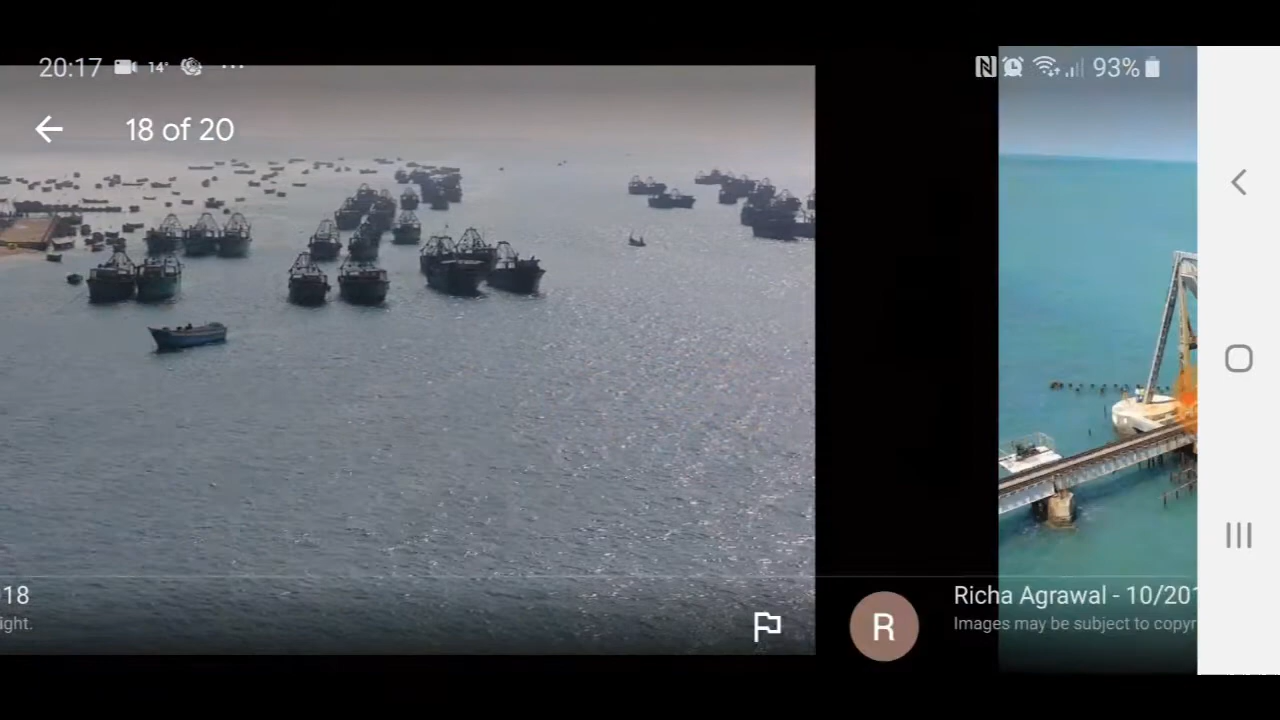 20:17 14° ... N 93%
18 of 20
18
ight.
R
Richa Agrawal - 10/201
Images may be subject to copyr